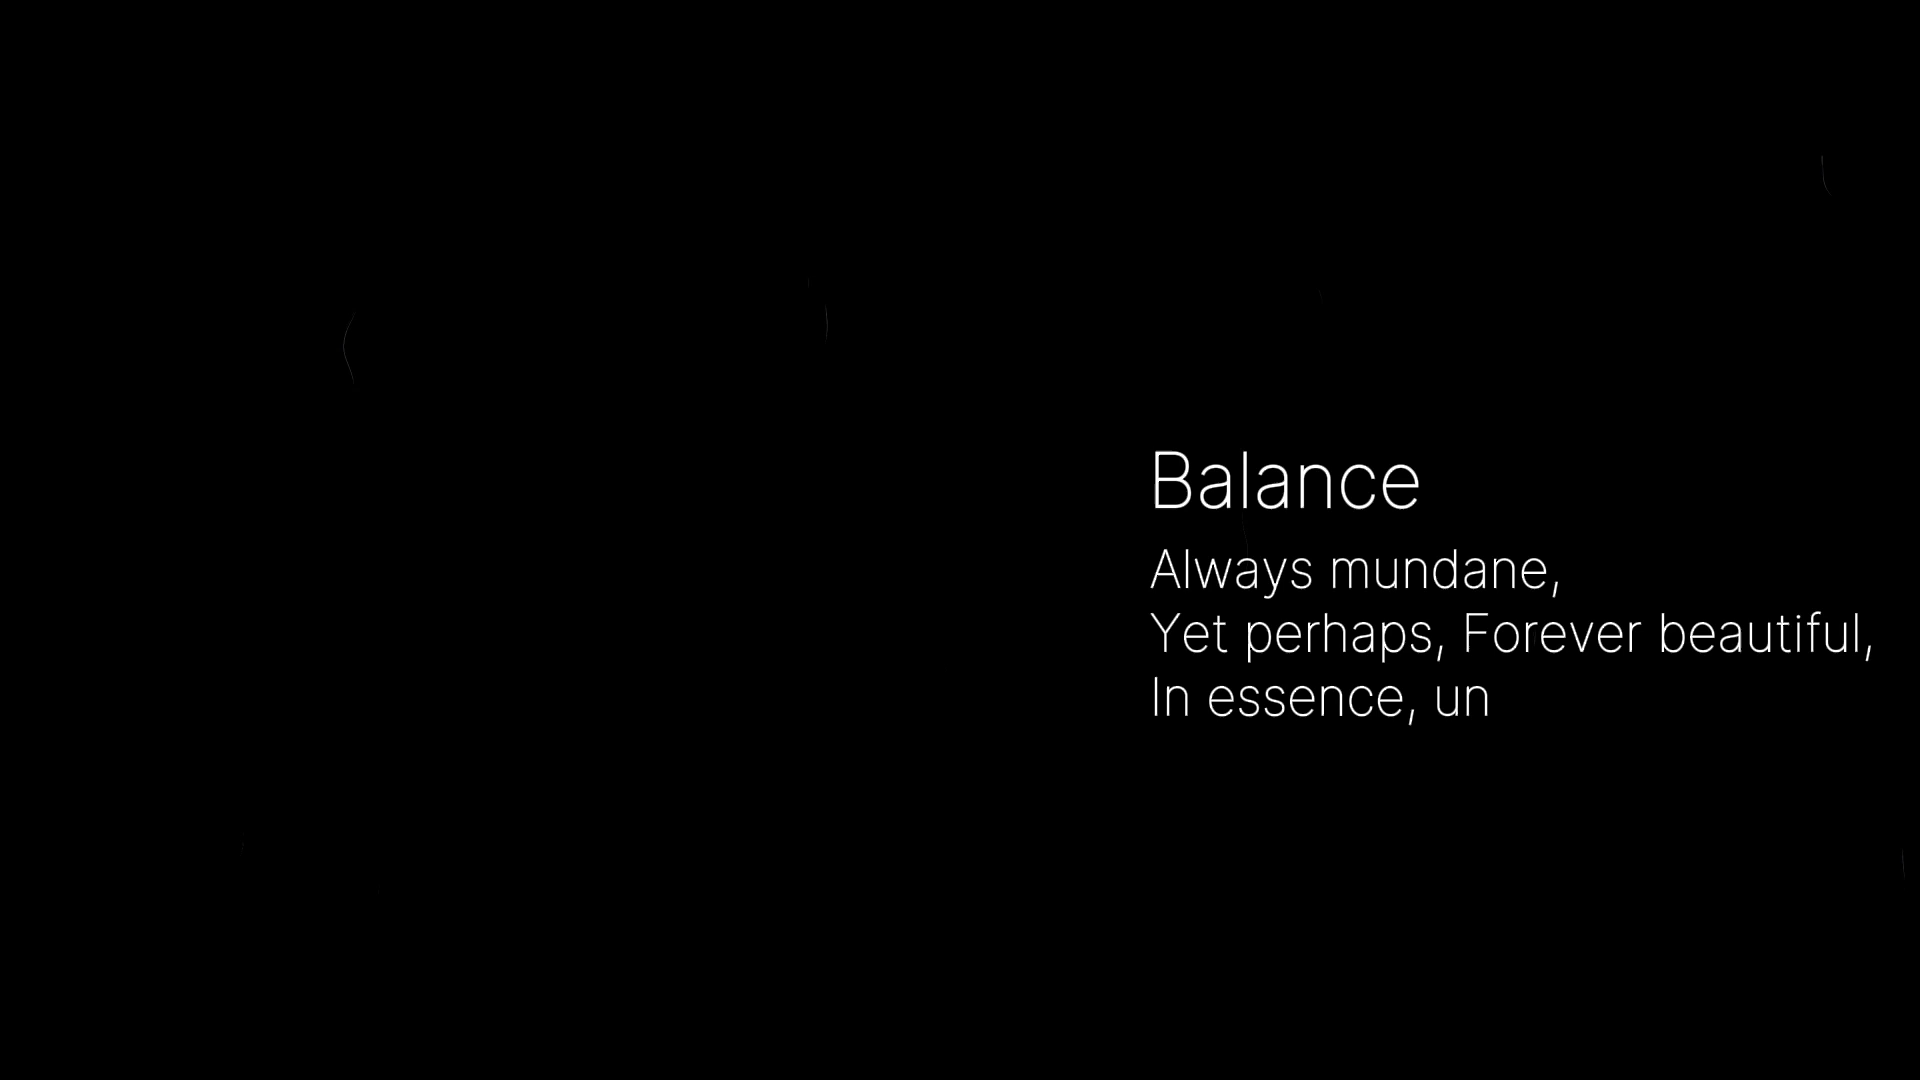 Balance
Always mundane,
Yet perhaps, Forever beautiful,
In essence, un